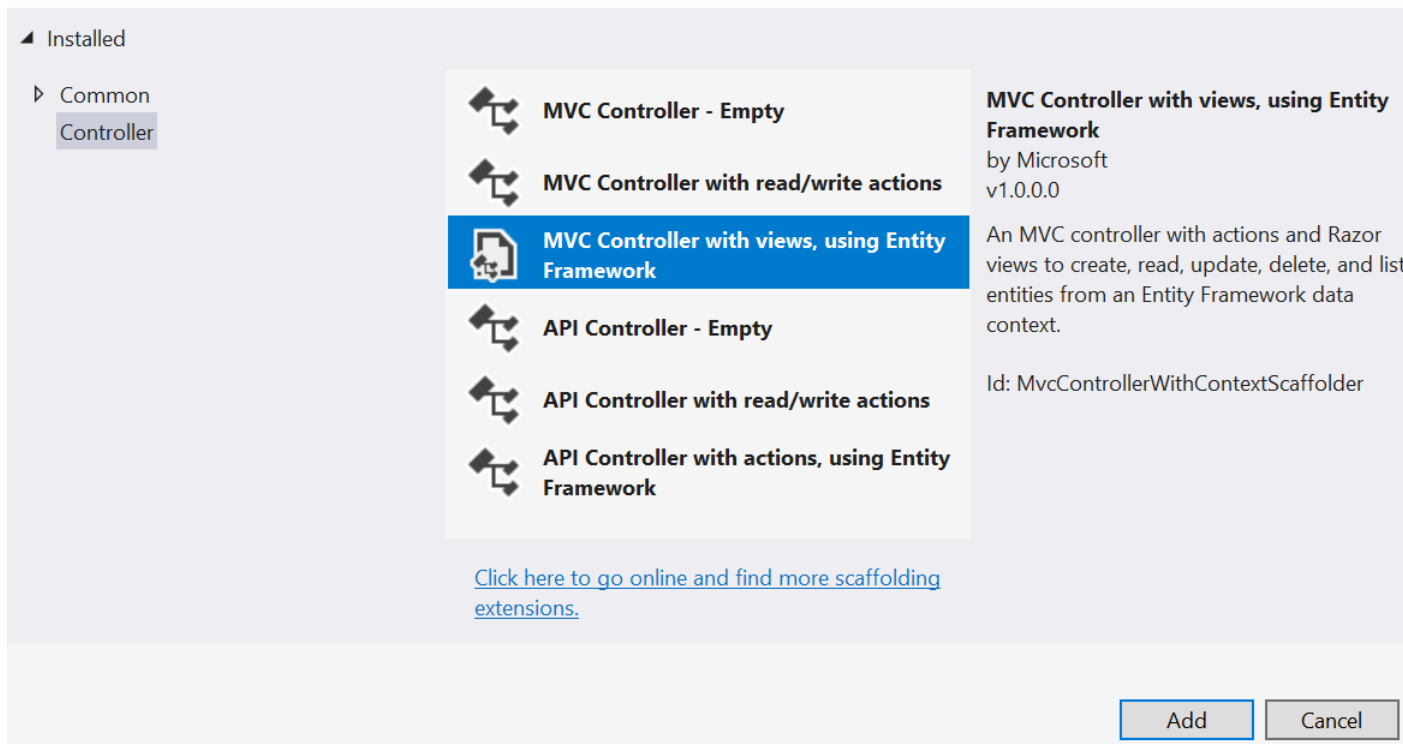 Installed
Common
Controller
MVC Controller - Empty
MVC Controller with read/write actions
MVC Controller with views, using Entity
Framework
API Controller - Empty
API Controller with read/write actions
API Controller with actions, using Entity
Framework
Click here to go online and find more scaffolding
extensions.
MVC Controller with views, using Entity
Framework
by Microsoft
v1.0.0.0
An MVC controller with actions and Razor
views to create, read, update, delete, and list
entities from an Entity Framework data
context.
Id: MvcControllerWithContextScaffolder
Add
Cancel